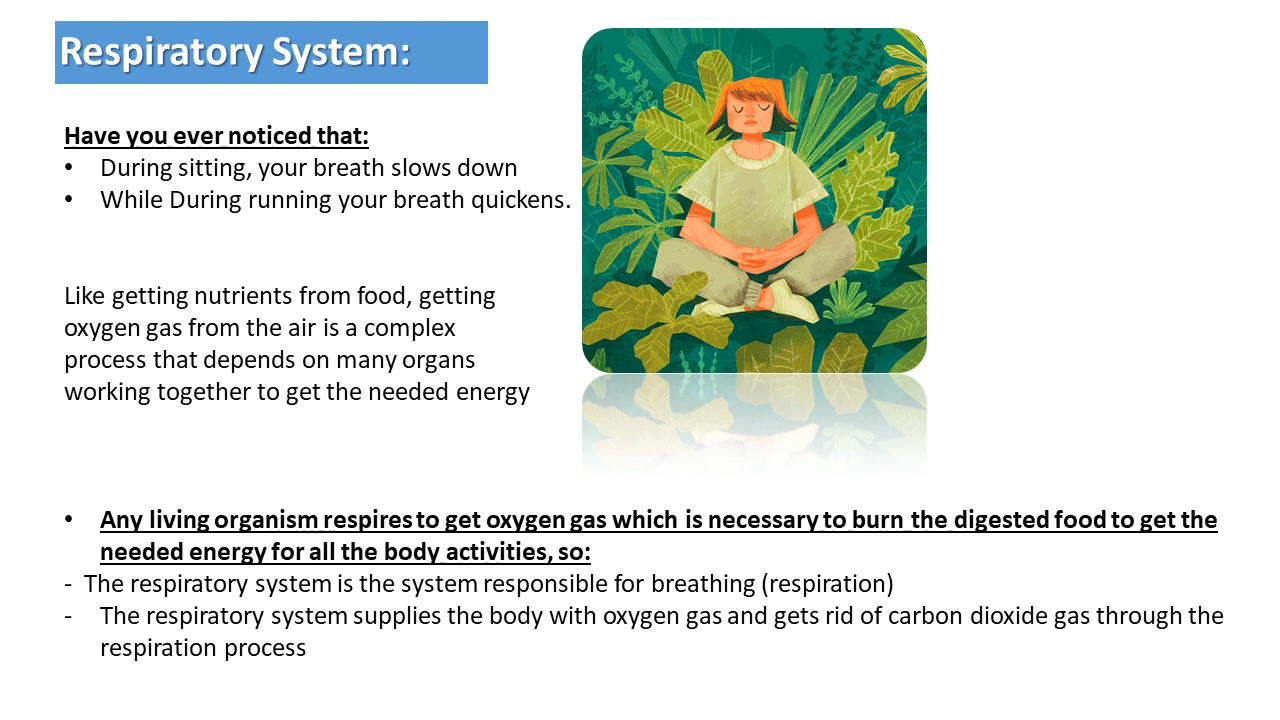 Respiratory System:
Have you ever noticed that:
• During sitting, your breath slows down
• While During running your breath quickens.
Like getting nutrients from food, getting
oxygen gas from the air is a complex
process that depends on many organs
working together to get the needed energy
• Any living organism respires to get oxygen gas which is necessary to burn the digested food to get the
needed energy for all the body activities, so:
- The respiratory system is the system responsible for breathing (respiration)
- The respiratory system supplies the body with oxygen gas and gets rid of carbon dioxide gas through the
respiration process